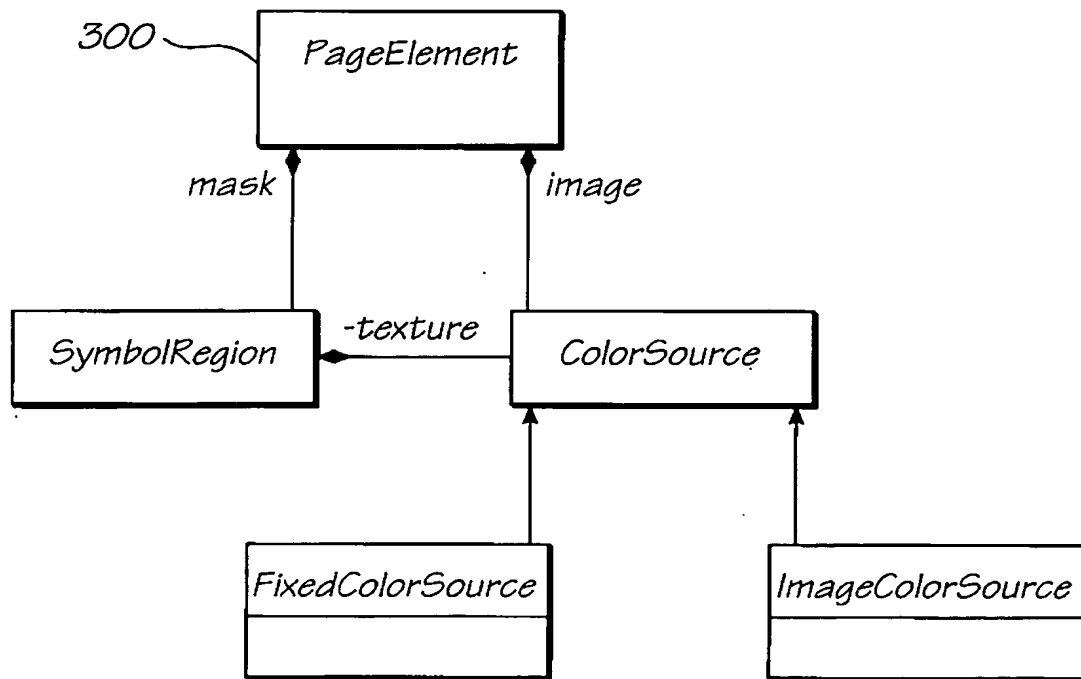 300
PageElement
mask
image
SymbolRegion
-texture
ColorSource
FixedColorSource
ImageColorSource